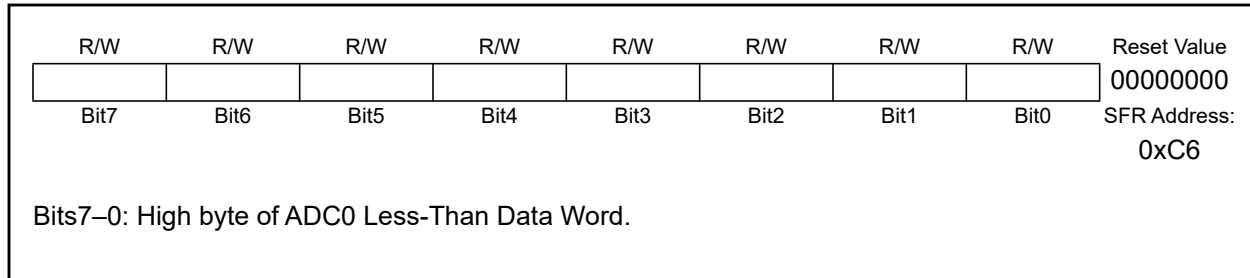 R/W R/W R/W R/W R/W R/W R/W R/W Reset Value
00000000
Bit7 Bit6 Bit5 Bit4 Bit3 Bit2 Bit1 Bit0 SFR Address:
0xC6
Bits7–0: High byte of ADC0 Less-Than Data Word.